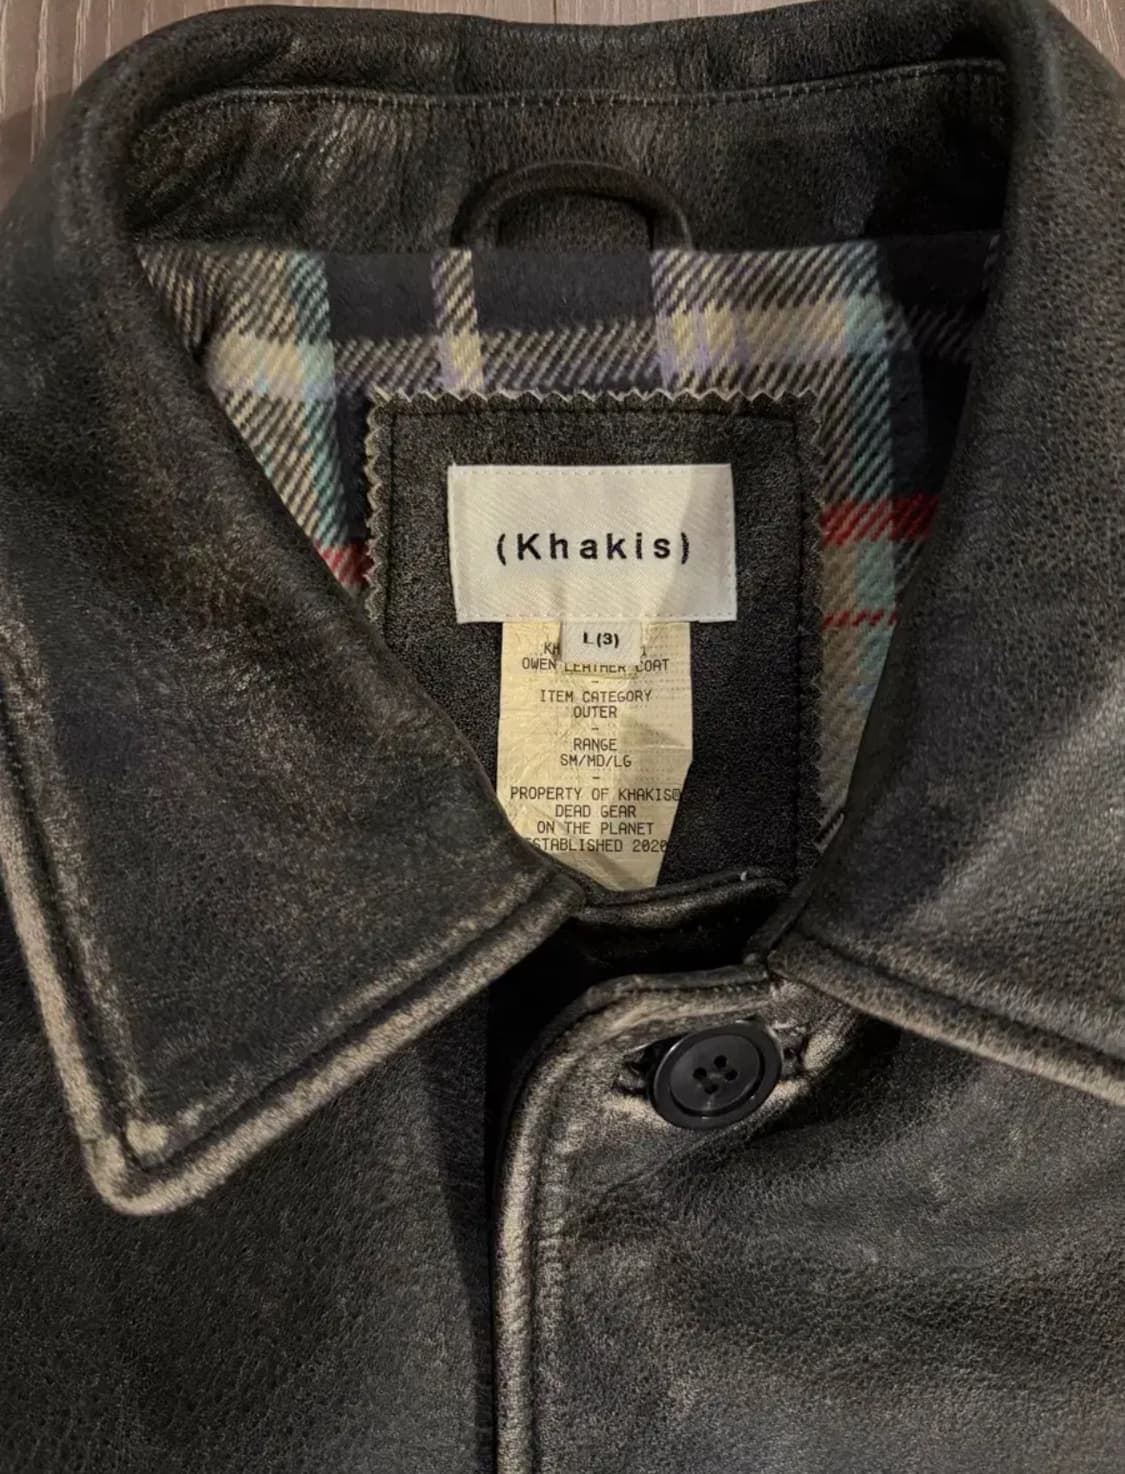 (Khakis)
L(3)
OWEN LEATHER COAT
-
ITEM CATEGORY
OUTER
-
RANGE
SM/MD/LG
-
PROPERTY OF KHAKIS®
DEAD GEAR
ON THE PLANET
ESTABLISHED 2020